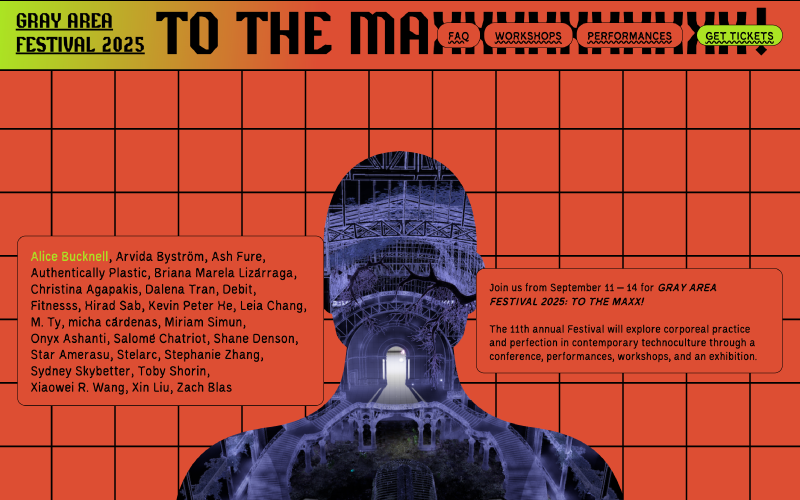 GRAY AREA
FESTIVAL 2025
TO THE MAXXXXXXXXXX!
FAQ
WORKSHOPS
PERFORMANCES
GET TICKETS
Alice Bucknell, Arvida Byström, Ash Fure,
Authentically Plastic, Briana Marela Lizárraga,
Christina Agapakis, Dalena Tran, Debit,
Fitnesss, Hirad Sab, Kevin Peter He, Leia Chang,
M. Ty, micha cárdenas, Miriam Simun,
Onyx Ashanti, Salomé Chatriot, Shane Denson,
Star Amerasu, Stelarc, Stephanie Zhang,
Sydney Skybetter, Toby Shorin,
Xiaowei R. Wang, Xin Liu, Zach Blas
Join us from September 11 – 14 for GRAY AREA
FESTIVAL 2025: TO THE MAXX!
The 11th annual Festival will explore corporeal practice
and perfection in contemporary technoculture through a
conference, performances, workshops, and an exhibition.